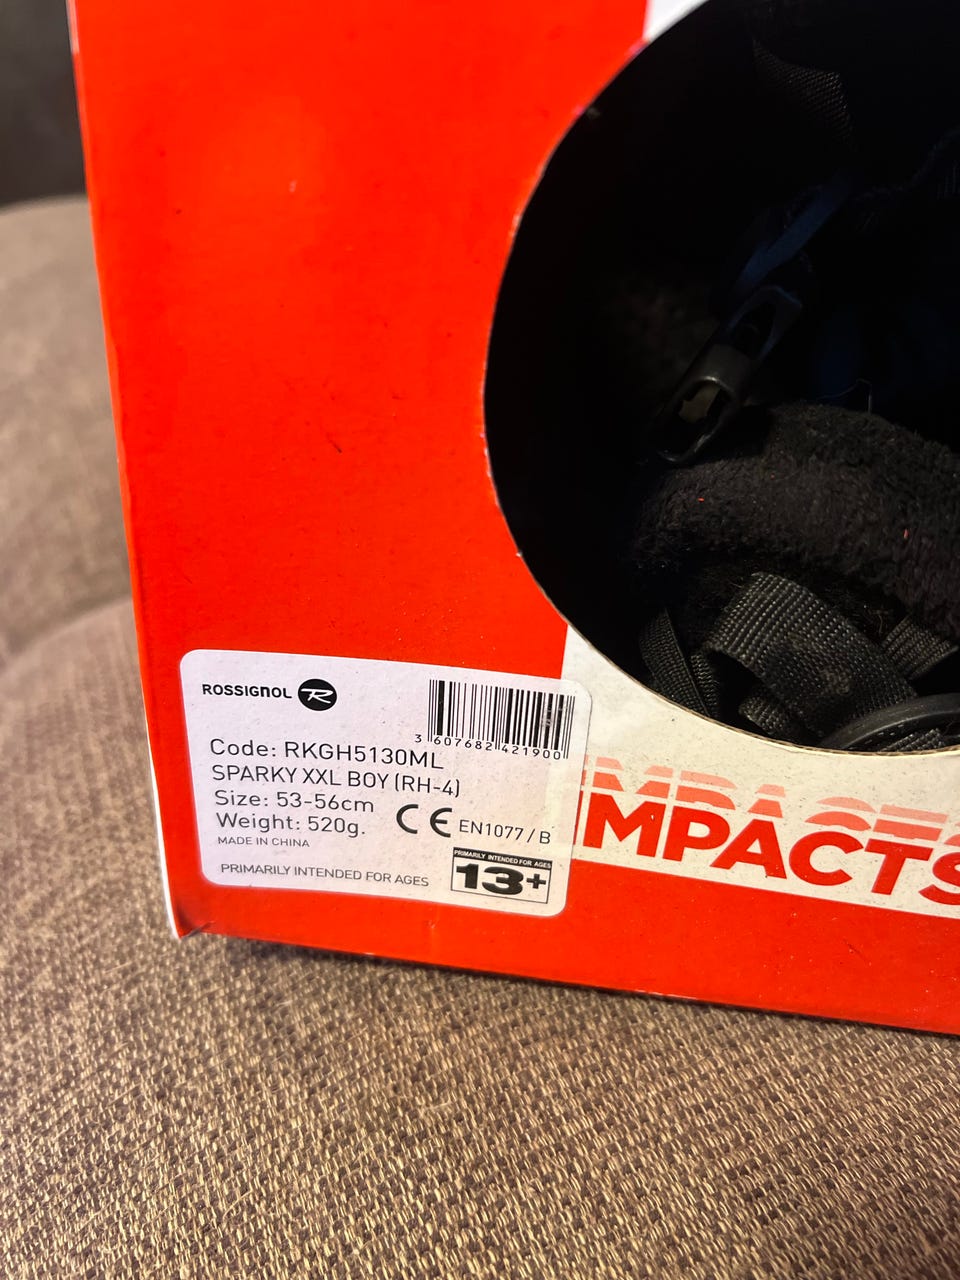 ROSSIGNOL
3 607682 421900
Code: RKGH5130ML
SPARKY XXL BOY (RH-4)
Size: 53-56cm
Weight: 520g. CE EN1077/B
MADE IN CHINA
PRIMARILY INTENDED FOR AGES
PRIMARILY INTENDED FOR AGES
13+
IMPACTS